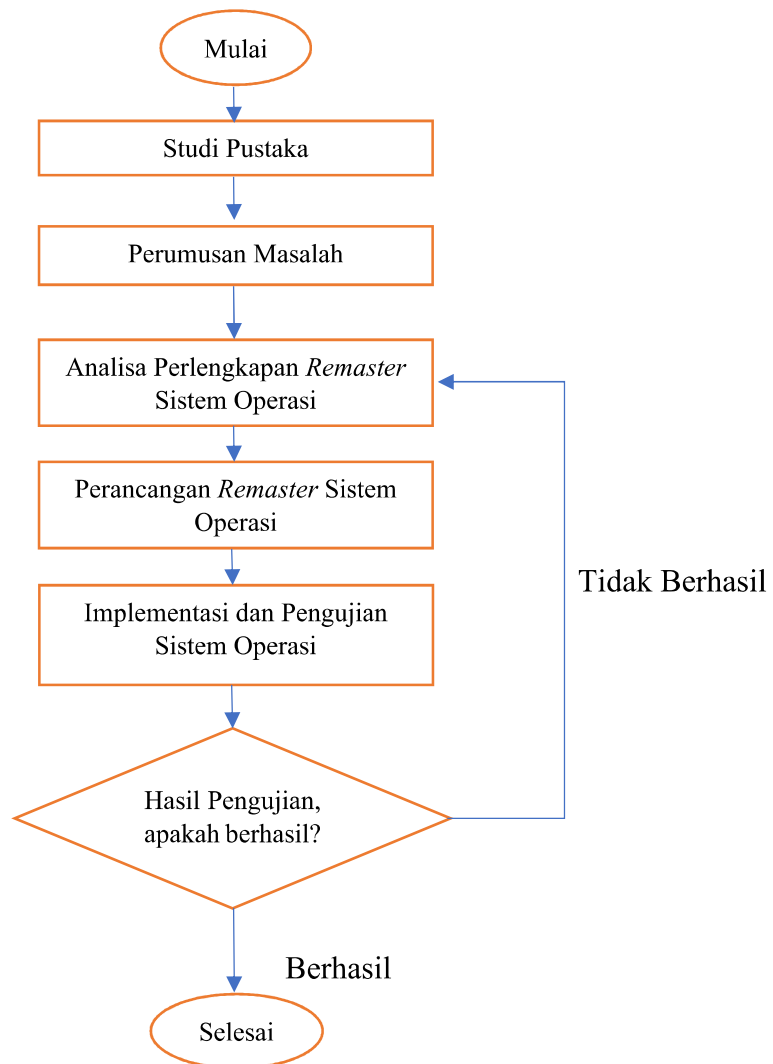 Mulai
Studi Pustaka
Perumusan Masalah
Analisa Perlengkapan Remaster
Sistem Operasi
Perancangan Remaster Sistem
Operasi
Implementasi dan Pengujian
Sistem Operasi
Tidak Berhasil
Hasil Pengujian,
apakah berhasil?
Berhasil
Selesai